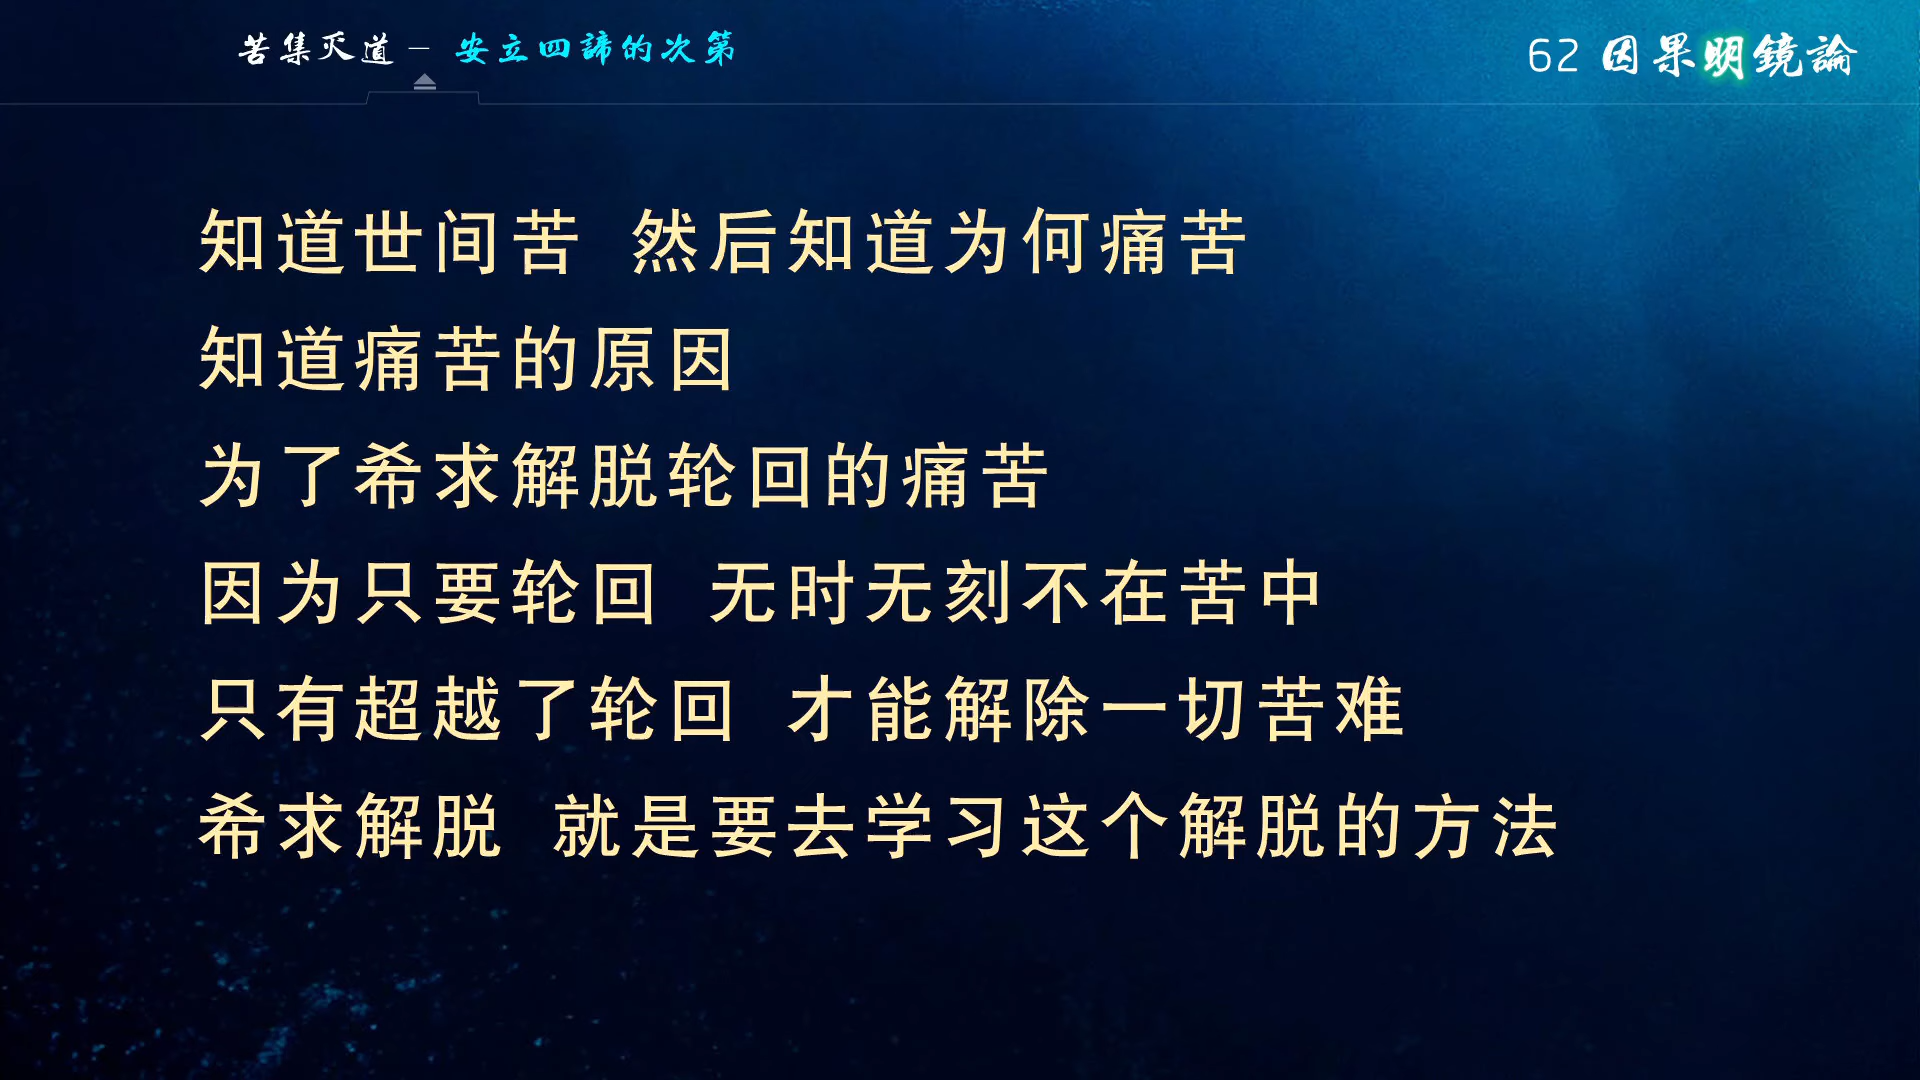 苦集灭道 — 安立四諦的次第
62 因果明鏡論
知道世间苦 然后知道为何痛苦
知道痛苦的原因
为了希求解脱轮回的痛苦
因为只要轮回 无时无刻不在苦中
只有超越了轮回 才能解除一切苦难
希求解脱 就是要去学习这个解脱的方法